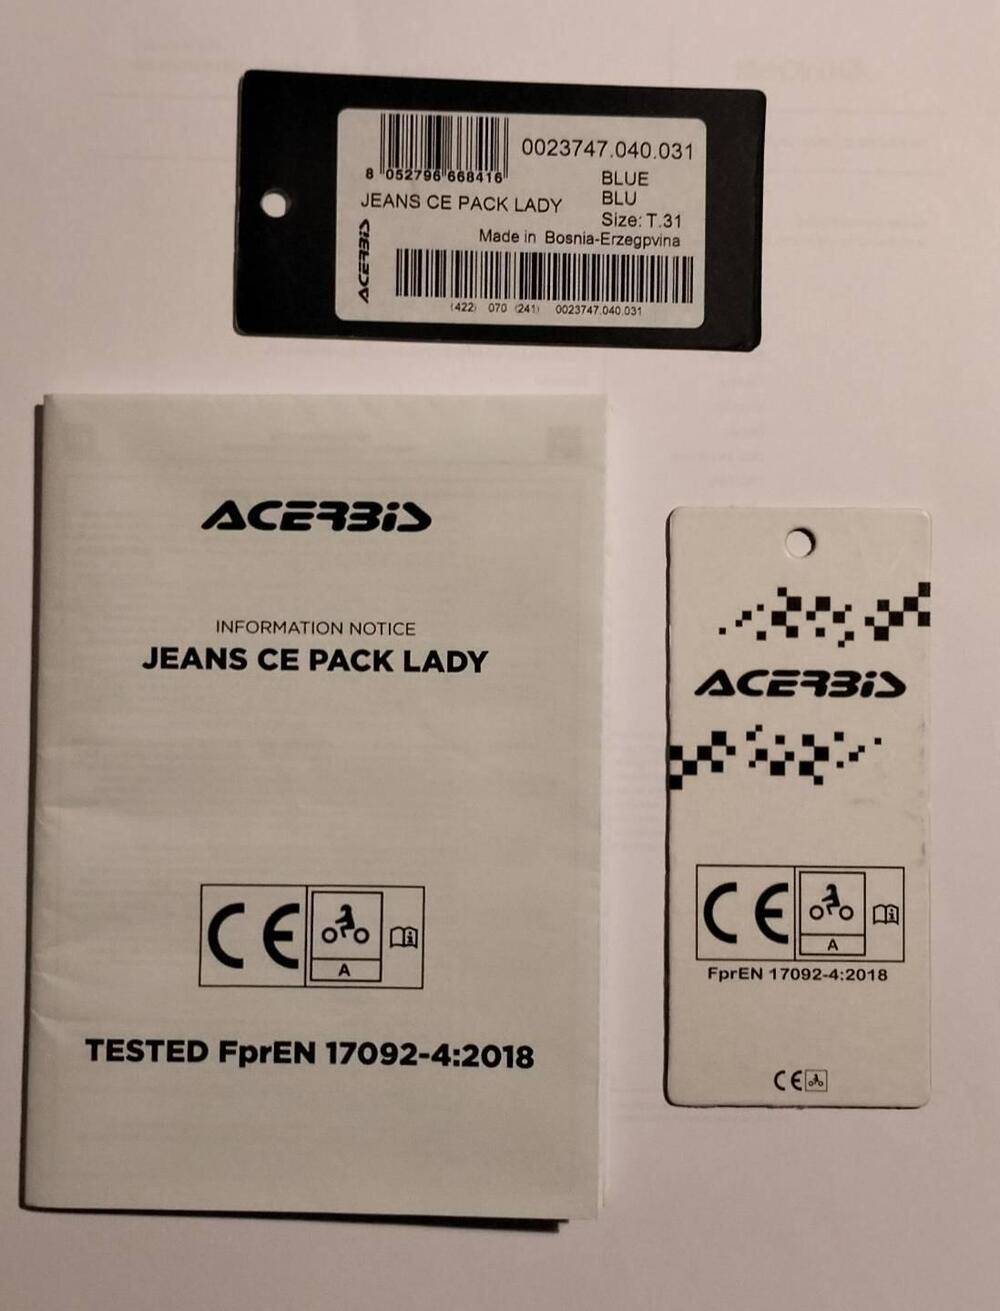 8 052796 668416
0023747.040.031
BLUE
BLU
JEANS CE PACK LADY
Size: T.31
Made in Bosnia-Erzegpvina
ACERBIS
(422) 070 (241) 0023747.040.031
ACERBIS
INFORMATION NOTICE
JEANS CE PACK LADY
CE
A
i
TESTED FprEN 17092-4:2018
ACERBIS
CE
A
i
FprEN 17092-4:2018
CE